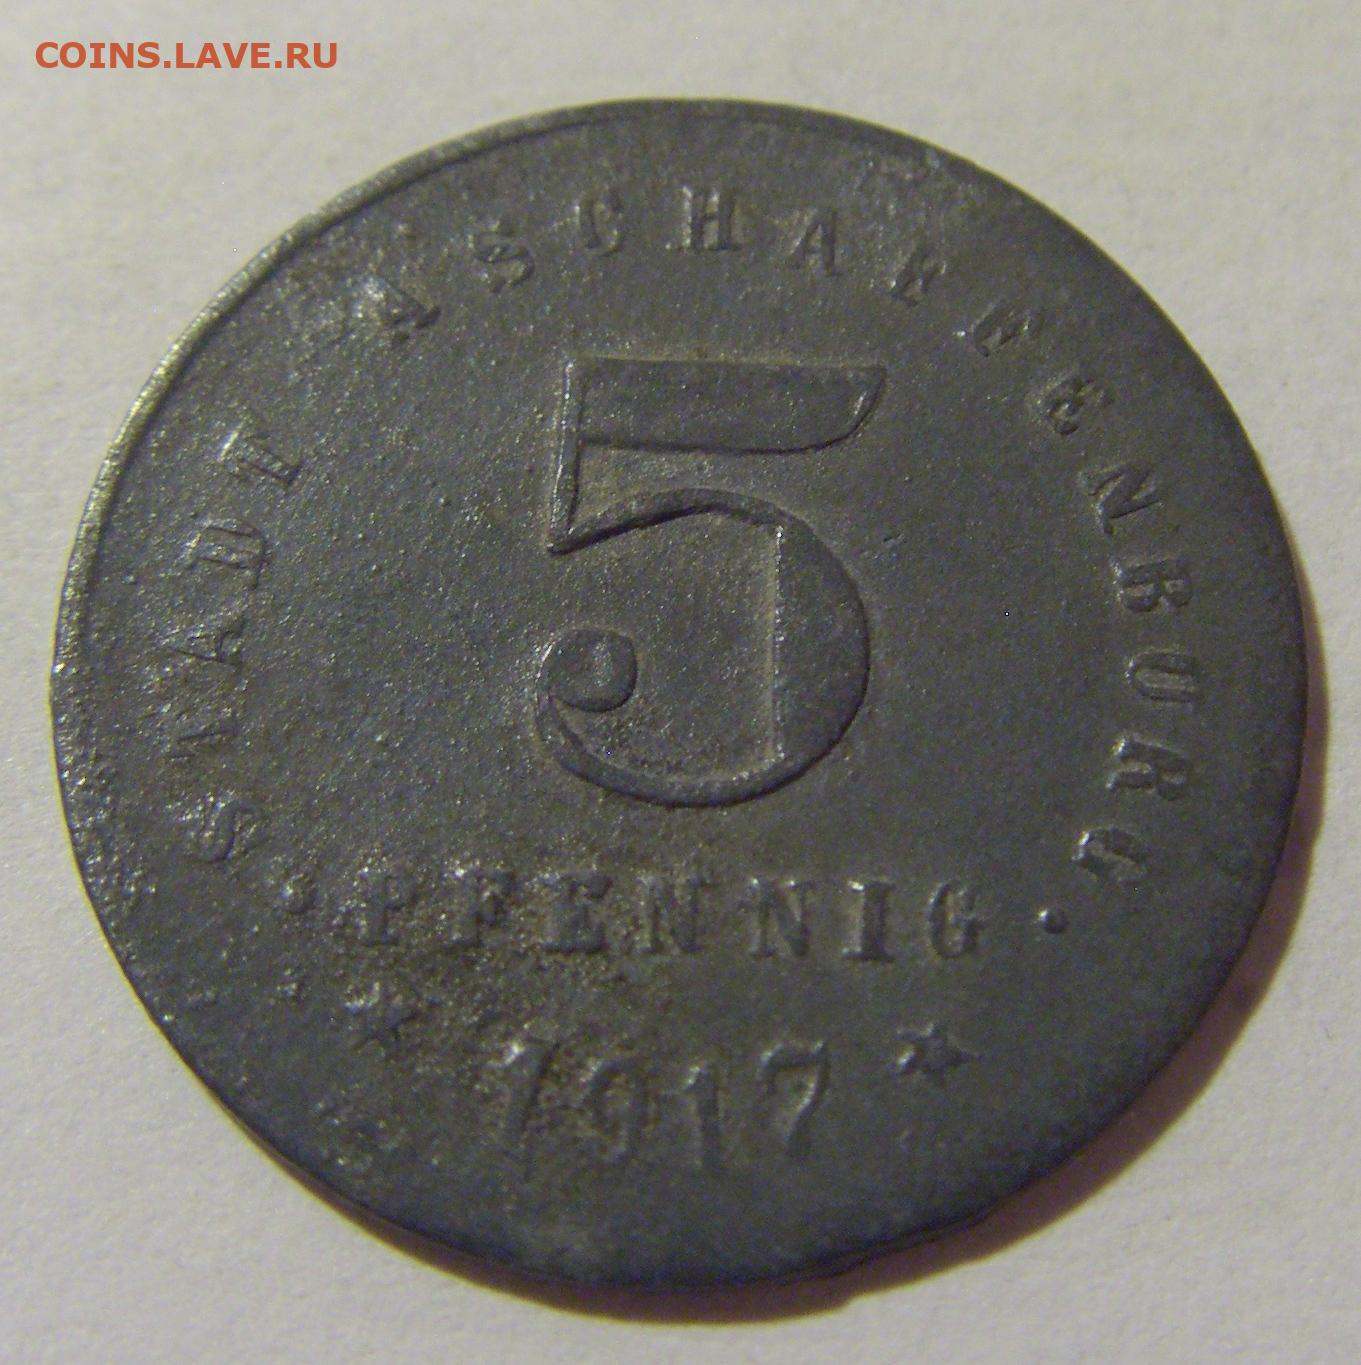 COINS.LAVE.RU
STADT ASCHAFFENBURG
5
· PFENNIG ·
* 1917 *